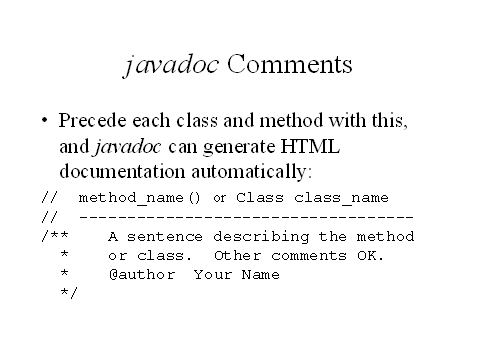 javadoc Comments
• Precede each class and method with this,
and javadoc can generate HTML
documentation automatically:
//  method_name() or Class class_name
//  -----------------------------------
/**    A sentence describing the method
  *    or class.  Other comments OK.
  *    @author  Your Name
  */